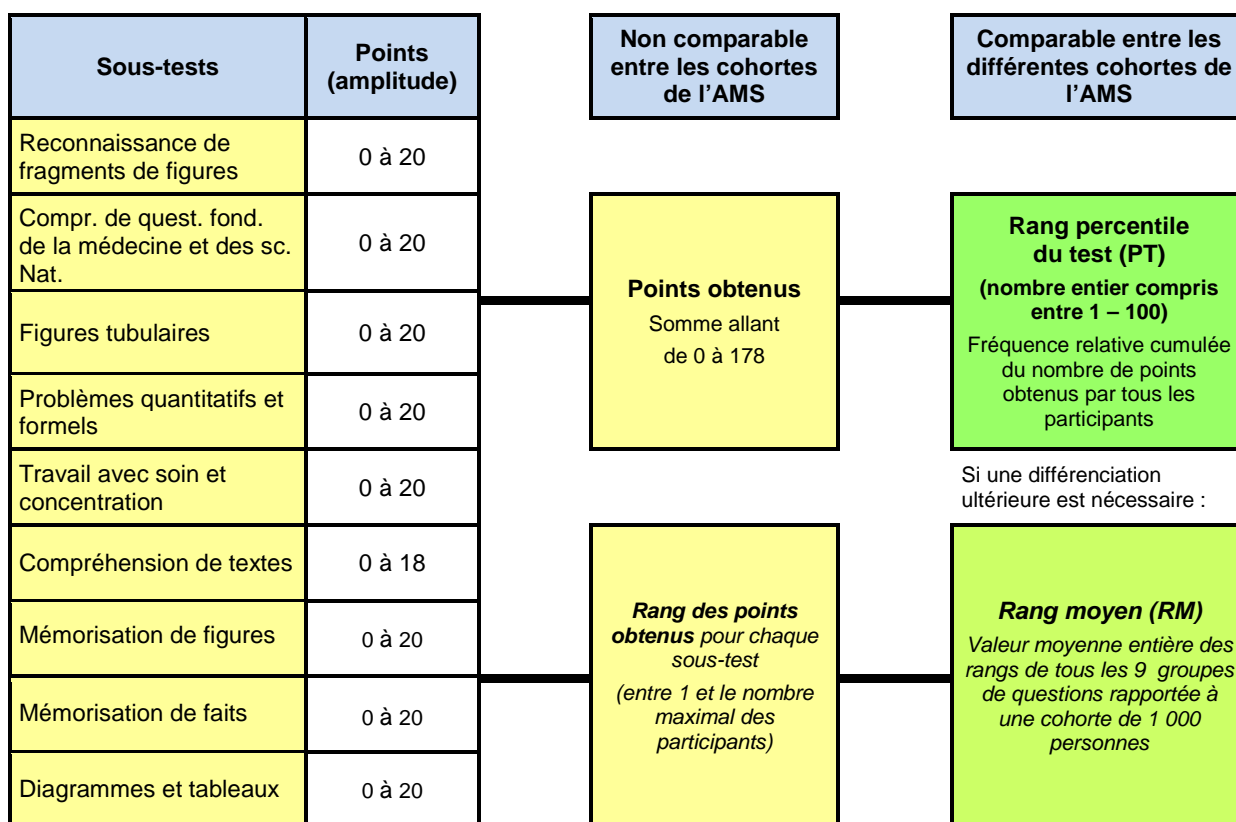 Sous-tests
Points
(amplitude)
Reconnaissance de
fragments de figures
0 à 20
Compr. de quest. fond.
de la médecine et des sc.
Nat.
0 à 20
Figures tubulaires
0 à 20
Problèmes quantitatifs et
formels
0 à 20
Travail avec soin et
concentration
0 à 20
Compréhension de textes
0 à 18
Mémorisation de figures
0 à 20
Mémorisation de faits
0 à 20
Diagrammes et tableaux
0 à 20
Non comparable
entre les cohortes
de l’AMS
Points obtenus
Somme allant
de 0 à 178
Rang des points
obtenus pour chaque
sous-test
(entre 1 et le nombre
maximal des
participants)
Comparable entre les
différentes cohortes de
l’AMS
Rang percentile
du test (PT)
(nombre entier compris
entre 1 – 100)
Fréquence relative cumulée
du nombre de points
obtenus par tous les
participants
Si une différenciation
ultérieure est nécessaire :
Rang moyen (RM)
Valeur moyenne entière des
rangs de tous les 9 groupes
de questions rapportée à
une cohorte de 1 000
personnes